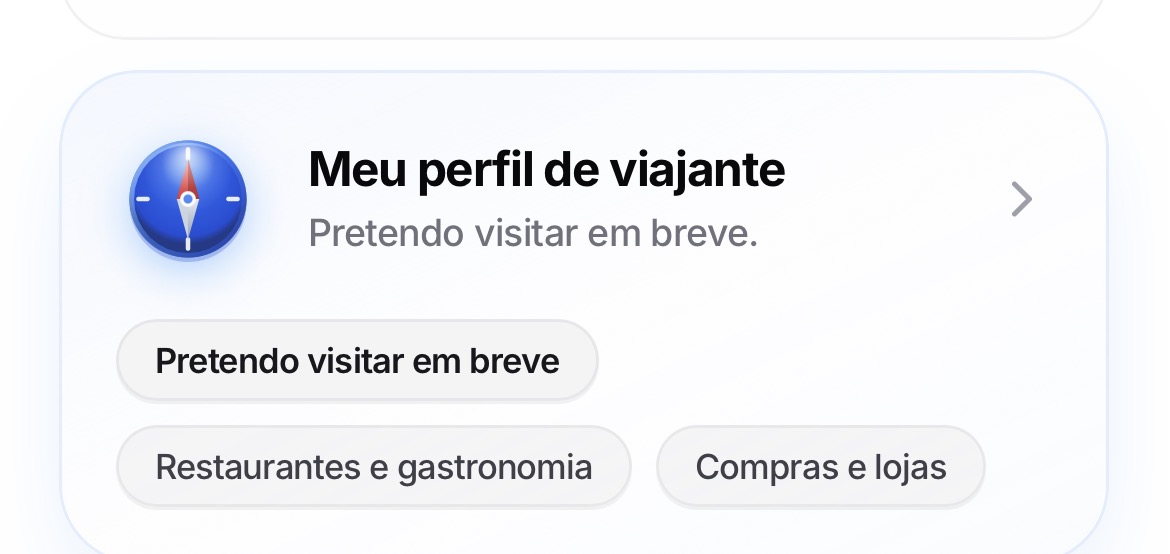 Meu perfil de viajante
Pretendo visitar em breve.
Pretendo visitar em breve
Restaurantes e gastronomia
Compras e lojas